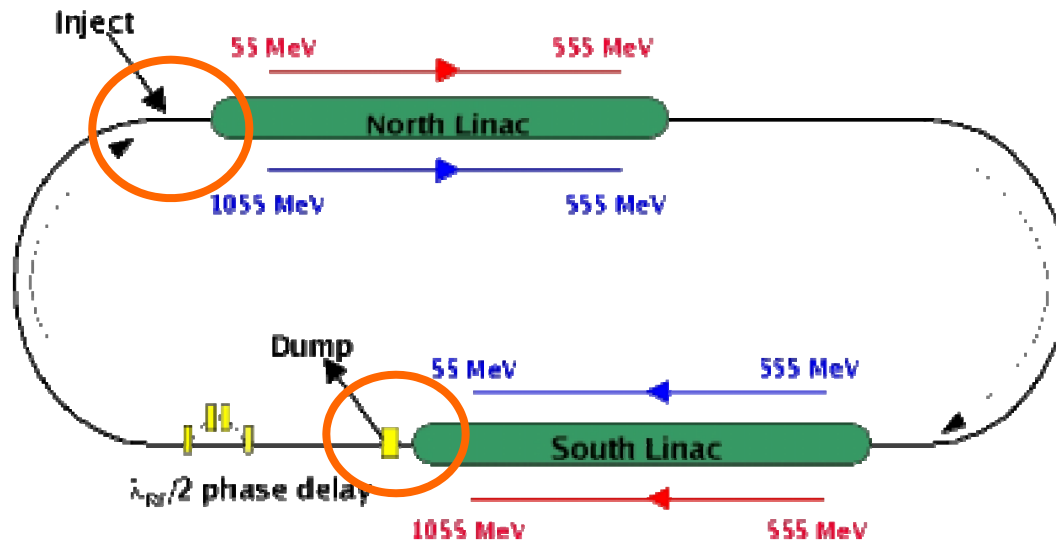 Inject
55 MeV 555 MeV
North Linac
1055 MeV 555 MeV
Dump
55 MeV 555 MeV
South Linac
λRF/2 phase delay
1055 MeV 555 MeV